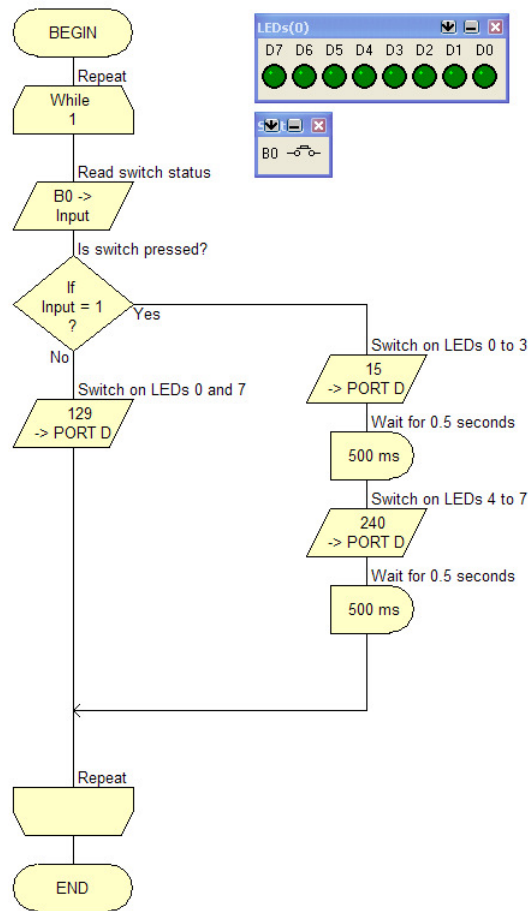 BEGIN
Repeat
While
1
Read switch status
B0 ->
Input
Is switch pressed?
If
Input = 1
?
Yes
No
Switch on LEDs 0 and 7
129
-> PORT D
Switch on LEDs 0 to 3
15
-> PORT D
Wait for 0.5 seconds
500 ms
Switch on LEDs 4 to 7
240
-> PORT D
Wait for 0.5 seconds
500 ms
Repeat
END
LEDs(0)
D7 D6 D5 D4 D3 D2 D1 D0
B0